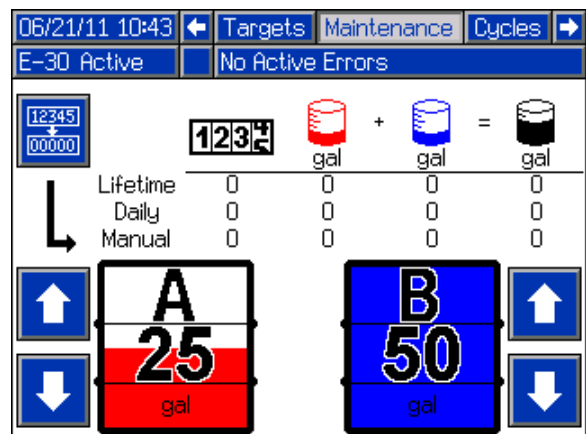 06/21/11 10:43 Targets Maintenance Cycles
E-30 Active No Active Errors
12345
00000
123 + =
gal gal gal
Lifetime 0 0 0 0
Daily 0 0 0 0
Manual 0 0 0 0
A B
25 50
gal gal